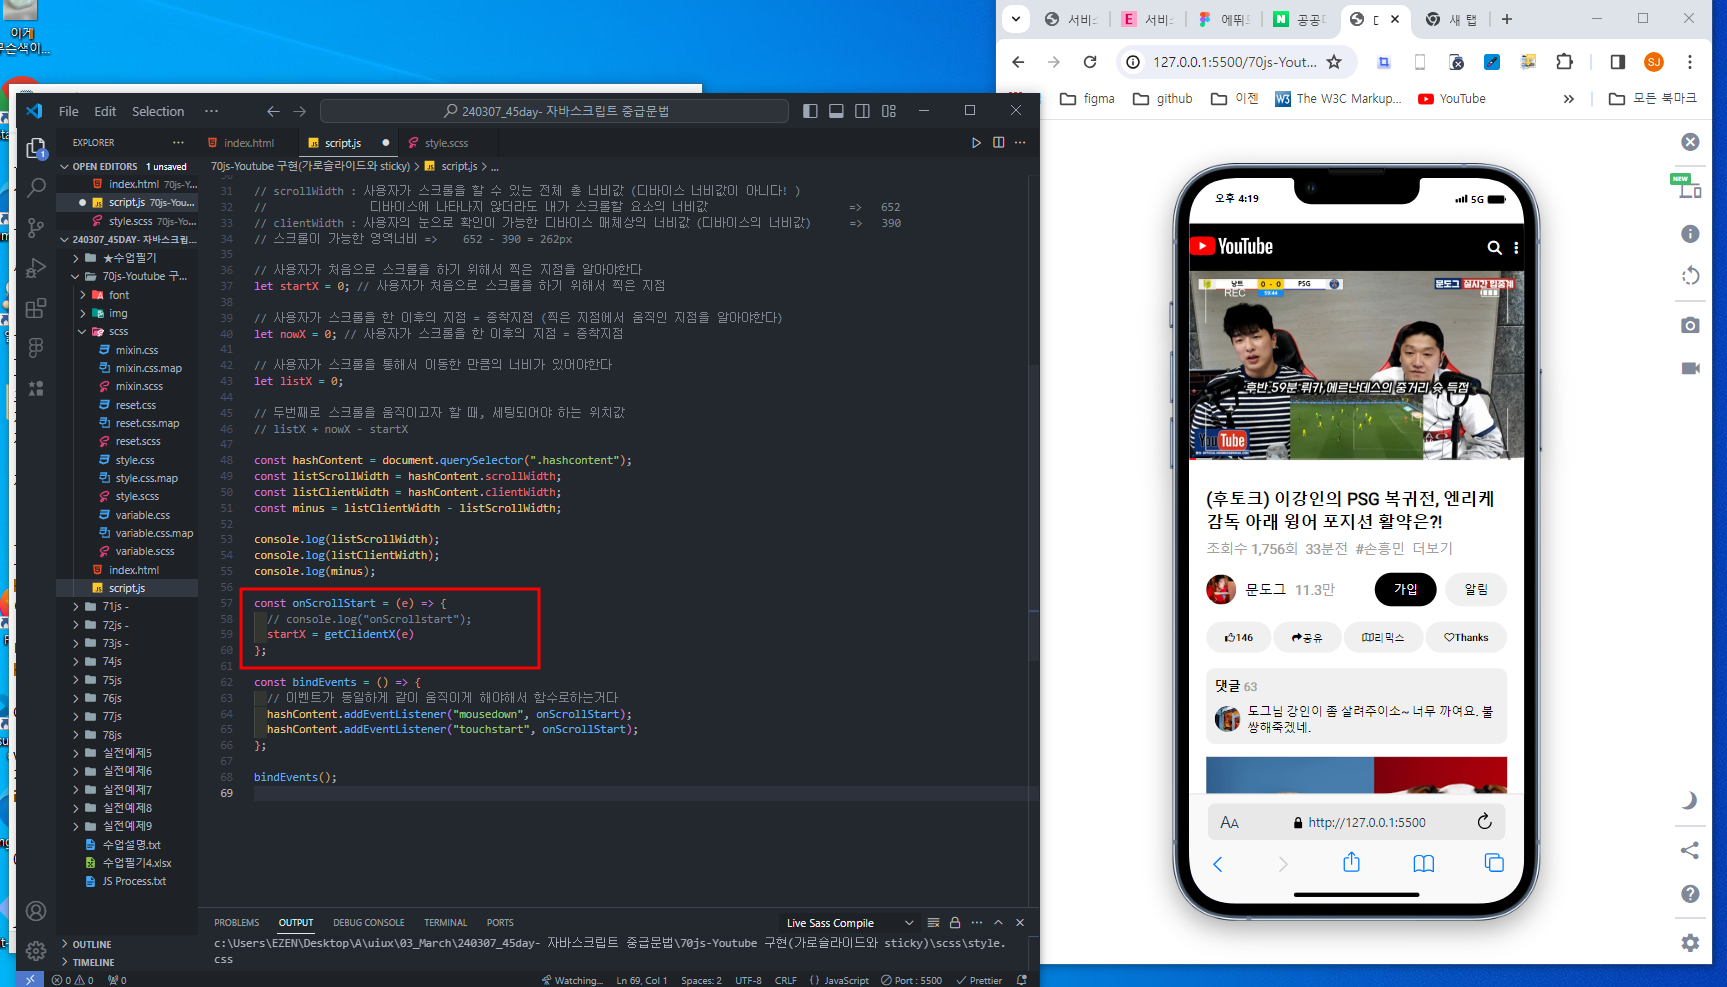 이게
무슨색이...
File Edit Selection ···
240307_45day- 자바스크립트 중급문법
EXPLORER
OPEN EDITORS 1 unsaved
index.html 70js-Y...
script.js 70js-You...
style.scss 70js-Yo...
240307_45DAY- 자바스크립...
★수업필기
70js-Youtube 구...
font
img
scss
mixin.css
mixin.css.map
mixin.scss
reset.css
reset.css.map
reset.scss
style.css
style.css.map
style.scss
variable.css
variable.css.map
variable.scss
index.html
script.js
71js -
72js -
73js -
74js
75js
76js
77js
78js
실전예제5
실전예제6
실전예제7
실전예제8
실전예제9
수업설명.txt
수업필기4.xlsx
JS Process.txt
OUTLINE
TIMELINE
index.html script.js style.scss
70js-Youtube 구현(가로슬라이드와 sticky) > script.js > ...
31 // scrollWidth : 사용자가 스크롤을 할 수 있는 전체 총 너비값 (디바이스 너비값이 아니다! )
32 // 디바이스에 나타나지 않더라도 내가 스크롤할 요소의 너비값 => 652
33 // clientWidth : 사용자의 눈으로 확인이 가능한 디바이스 매체상의 너비값 (디바이스의 너비값) => 390
34 // 스크롤이 가능한 영역너비 => 652 - 390 = 262px
35
36 // 사용자가 처음으로 스크롤을 하기 위해서 찍은 지점을 알아야한다
37 let startX = 0; // 사용자가 처음으로 스크롤을 하기 위해서 찍은 지점
38
39 // 사용자가 스크롤을 한 이후의 지점 = 종착지점 (찍은 지점에서 움직인 지점을 알아야한다)
40 let nowX = 0; // 사용자가 스크롤을 한 이후의 지점 = 종착지점
41
42 // 사용자가 스크롤을 통해서 이동한 만큼의 너비가 있어야한다
43 let listX = 0;
44
45 // 두번째로 스크롤을 움직이고자 할 때, 세팅되어야 하는 위치값
46 // listX + nowX - startX
47
48 const hashContent = document.querySelector(".hashcontent");
49 const listScrollWidth = hashContent.scrollWidth;
50 const listClientWidth = hashContent.clientWidth;
51 const minus = listClientWidth - listScrollWidth;
52
53 console.log(listScrollWidth);
54 console.log(listClientWidth);
55 console.log(minus);
56
57 const onScrollStart = (e) => {
58 // console.log("onScrollstart");
59 startX = getClidentX(e)
60 };
61
62 const bindEvents = () => {
63 // 이벤트가 동일하게 같이 움직이게 해야해서 함수로하는거다
64 hashContent.addEventListener("mousedown", onScrollStart);
65 hashContent.addEventListener("touchstart", onScrollStart);
66 };
67
68 bindEvents();
69
PROBLEMS OUTPUT DEBUG CONSOLE TERMINAL PORTS
Live Sass Compile
c:\Users\EZEN\Desktop\A\uiux\03_March\240307_45day- 자바스크립트 중급문법\70js-Youtube 구현(가로슬라이드와 sticky)\scss\style.
css
0 0 0
Watching... Ln 69, Col 1 Spaces: 2 UTF-8 CRLF {} JavaScript Port : 5500 Prettier
서비스 서비스 에뛰드 공공 새 탭
127.0.0.1:5500/70js-Yout...
SJ
figma github 이젠 The W3C Markup... YouTube » 모든 북마크
NEW
오후 4:19 5G
YouTube
낭트 0 - 0 PSG
59:44
REC
문도그 실시간 입중계
후반 59분 뤼카 에르난데스의 중거리 슛 득점
YouTube
(후토크) 이강인의 PSG 복귀전, 엔리케
감독 아래 윙어 포지션 활약은?!
조회수 1,756회 33분전 #손흥민 더보기
문도그 11.3만 가입 알림
146 공유 리믹스 Thanks
댓글 63
도그님 강인이 좀 살려주이소~ 너무 까여요. 불
쌍해죽겠네.
AA http://127.0.0.1:5500